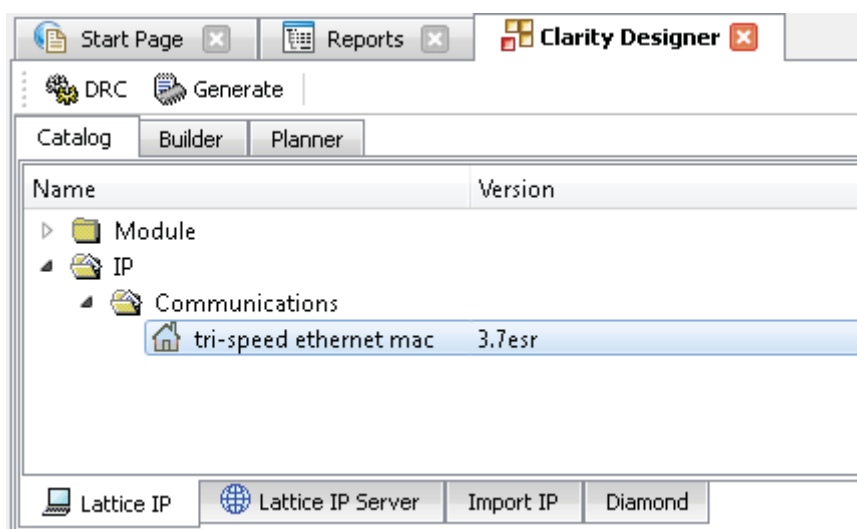 Start Page Reports Clarity Designer
DRC Generate
Catalog Builder Planner
Name Version
Module
IP
Communications
tri-speed ethernet mac 3.7esr
Lattice IP Lattice IP Server Import IP Diamond